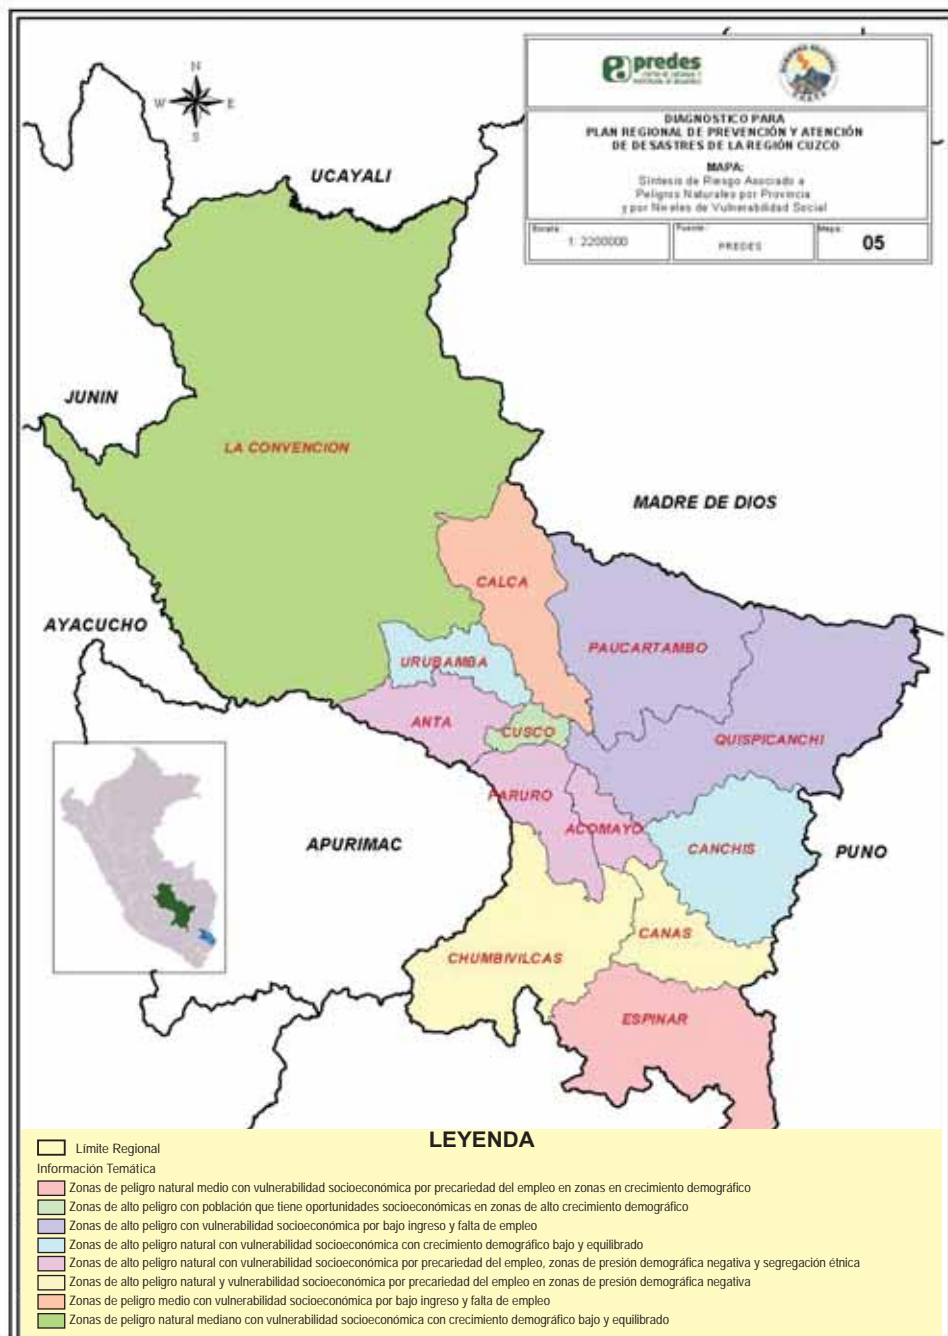 predes
DIAGNOSTICO PARA
PLAN REGIONAL DE PREVENCIÓN Y ATENCIÓN
DE DESASTRES DE LA REGIÓN CUZCO
MAPA:
Síntesis de Riesgo Asociado a
Peligros Naturales por Provincia
y por Niveles de Vulnerabilidad Social
Escala:
1: 2200000
Fuente:
PREDES
Mapa:
05
N
W
E
S
UCAYALI
JUNIN
LA CONVENCION
MADRE DE DIOS
CALCA
AYACUCHO
URUBAMBA
PAUCARTAMBO
ANTA
CUSCO
QUISPICANCHI
PARURO
ACOMAYO
APURIMAC
CANCHIS
PUNO
CANAS
CHUMBIVILCAS
ESPINAR
LEYENDA
Límite Regional
Información Temática
Zonas de peligro natural medio con vulnerabilidad socioeconómica por precariedad del empleo en zonas en crecimiento demográfico
Zonas de alto peligro con población que tiene oportunidades socioeconómicas en zonas de alto crecimiento demográfico
Zonas de alto peligro con vulnerabilidad socioeconómica por bajo ingreso y falta de empleo
Zonas de alto peligro natural con vulnerabilidad socioeconómica con crecimiento demográfico bajo y equilibrado
Zonas de alto peligro natural con vulnerabilidad socioeconómica por precariedad del empleo, zonas de presión demográfica negativa y segregación étnica
Zonas de alto peligro natural y vulnerabilidad socioeconómica por precariedad del empleo en zonas de presión demográfica negativa
Zonas de peligro medio con vulnerabilidad socioeconómica por bajo ingreso y falta de empleo
Zonas de peligro natural mediano con vulnerabilidad socioeconómica con crecimiento demográfico bajo y equilibrado